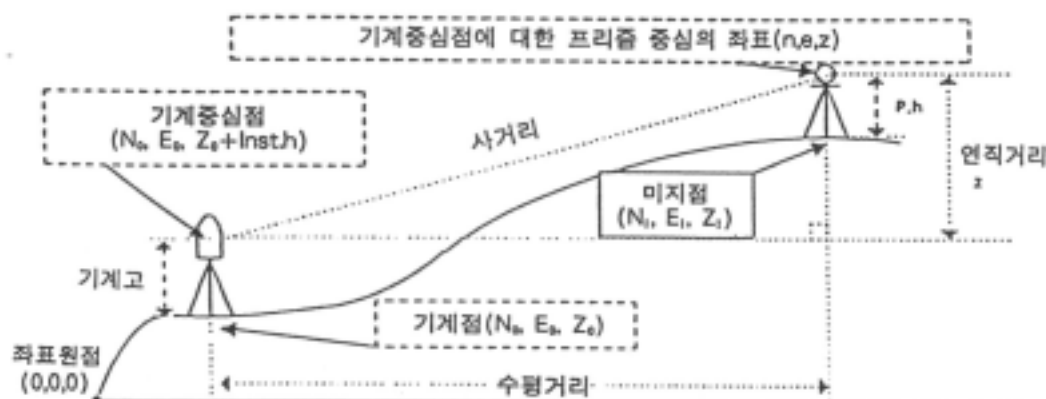 기계중심점에 대한 프리즘 중심의 좌표(n,e,z)
기계중심점
(N₀, E₀, Z₀+Inst.h)
사거리
P.h
연직거리
z
미지점
(N₁, E₁, Z₁)
기계고
기계점(N₀, E₀, Z₀)
좌표원점
(0,0,0)
수평거리